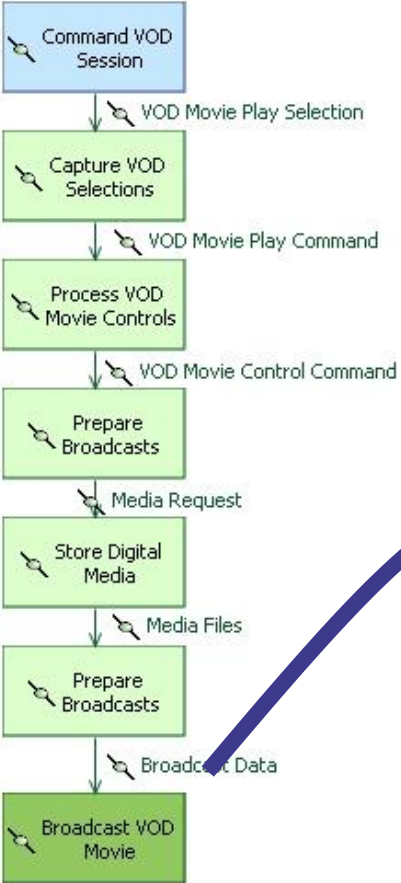 Command VOD
Session
VOD Movie Play Selection
Capture VOD
Selections
VOD Movie Play Command
Process VOD
Movie Controls
VOD Movie Control Command
Prepare
Broadcasts
Media Request
Store Digital
Media
Media Files
Prepare
Broadcasts
Broadcast Data
Broadcast VOD
Movie